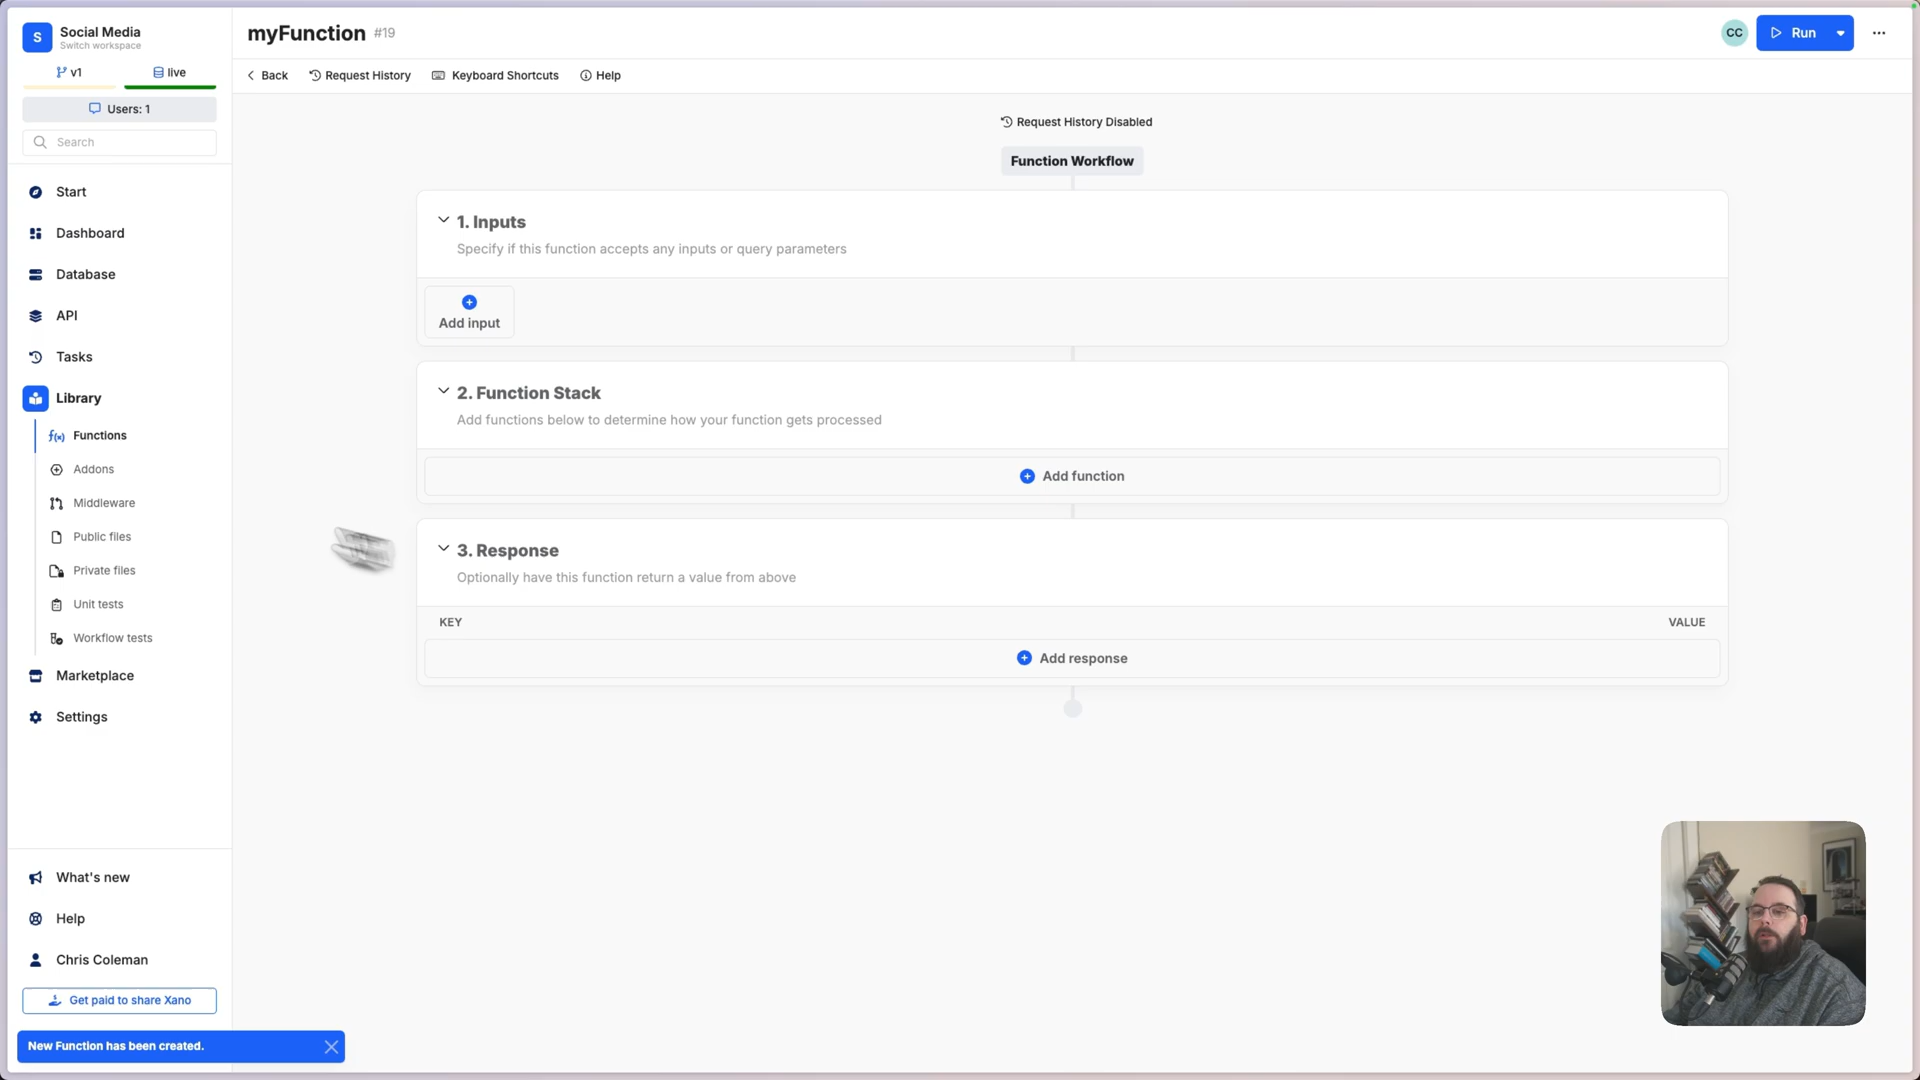 S
Social Media
Switch workspace
v1
live
Users: 1
Search
Start
Dashboard
Database
API
Tasks
Library
f(x) Functions
Addons
Middleware
Public files
Private files
Unit tests
Workflow tests
Marketplace
Settings
What's new
Help
Chris Coleman
Get paid to share Xano
New Function has been created.
myFunction #19
CC
Run
Back
Request History
Keyboard Shortcuts
Help
Request History Disabled
Function Workflow
1. Inputs
Specify if this function accepts any inputs or query parameters
Add input
2. Function Stack
Add functions below to determine how your function gets processed
Add function
3. Response
Optionally have this function return a value from above
KEY VALUE
Add response